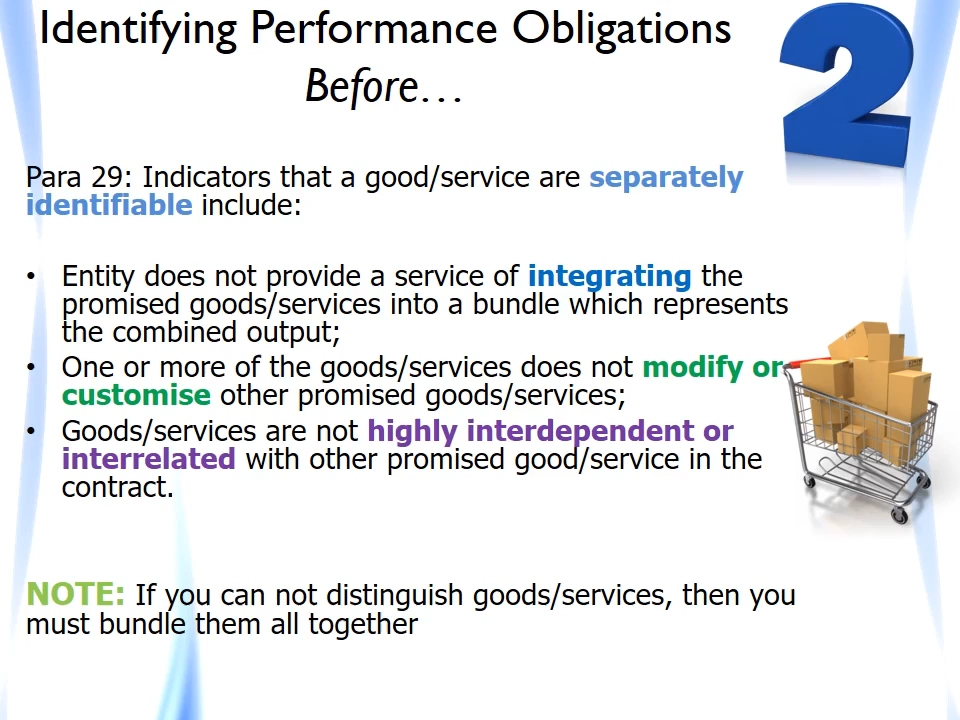 Identifying Performance Obligations
Before…
2
Para 29: Indicators that a good/service are separately
identifiable include:
• Entity does not provide a service of integrating the
promised goods/services into a bundle which represents
the combined output;
• One or more of the goods/services does not modify or
customise other promised goods/services;
• Goods/services are not highly interdependent or
interrelated with other promised good/service in the
contract.
NOTE: If you can not distinguish goods/services, then you
must bundle them all together